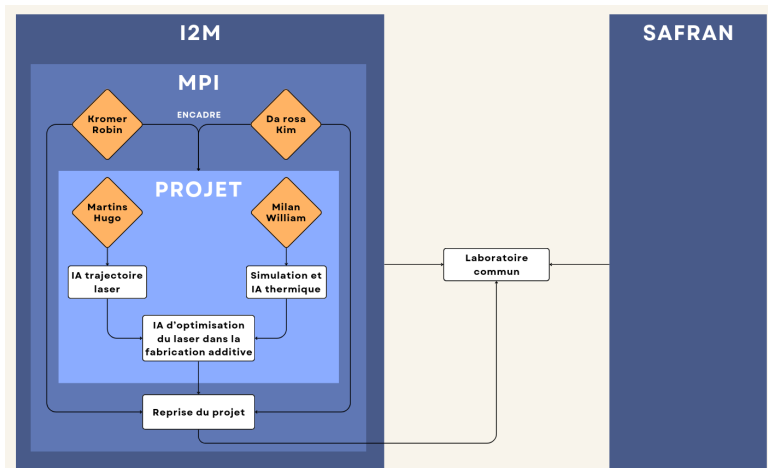 I2M
SAFRAN
MPI
Kromer
Robin
ENCADRE
Da rosa
Kim
PROJET
Martins
Hugo
Milan
William
IA trajectoire
laser
Simulation et
IA thermique
Laboratoire
commun
IA d'optimisation
du laser dans la
fabrication additive
Reprise du projet